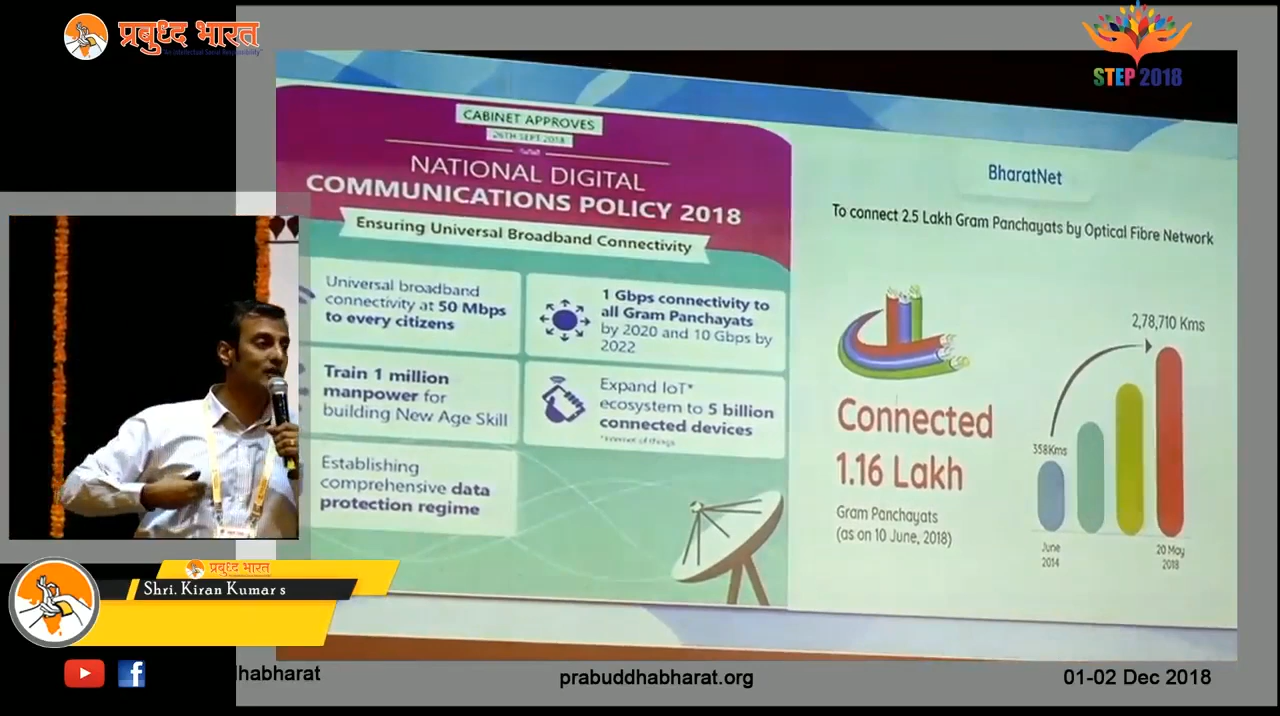 प्रबुध्द भारत
An Intellectual Social Responsibility
STEP 2018
CABINET APPROVES
26TH SEPT 2018
NATIONAL DIGITAL
COMMUNICATIONS POLICY 2018
Ensuring Universal Broadband Connectivity
Universal broadband
connectivity at 50 Mbps
to every citizens
1 Gbps connectivity to
all Gram Panchayats
by 2020 and 10 Gbps by
2022
Train 1 million
manpower for
building New Age Skill
Expand IoT*
ecosystem to 5 billion
connected devices
*Internet of things
Establishing
comprehensive data
protection regime
BharatNet
To connect 2.5 Lakh Gram Panchayats by Optical Fibre Network
Connected
1.16 Lakh
Gram Panchayats
(as on 10 June, 2018)
2,78,710 Kms
358Kms
June
2014
20 May
2018
प्रबुध्द भारत
Shri. Kiran Kumar s
habharat
prabuddhabharat.org
01-02 Dec 2018